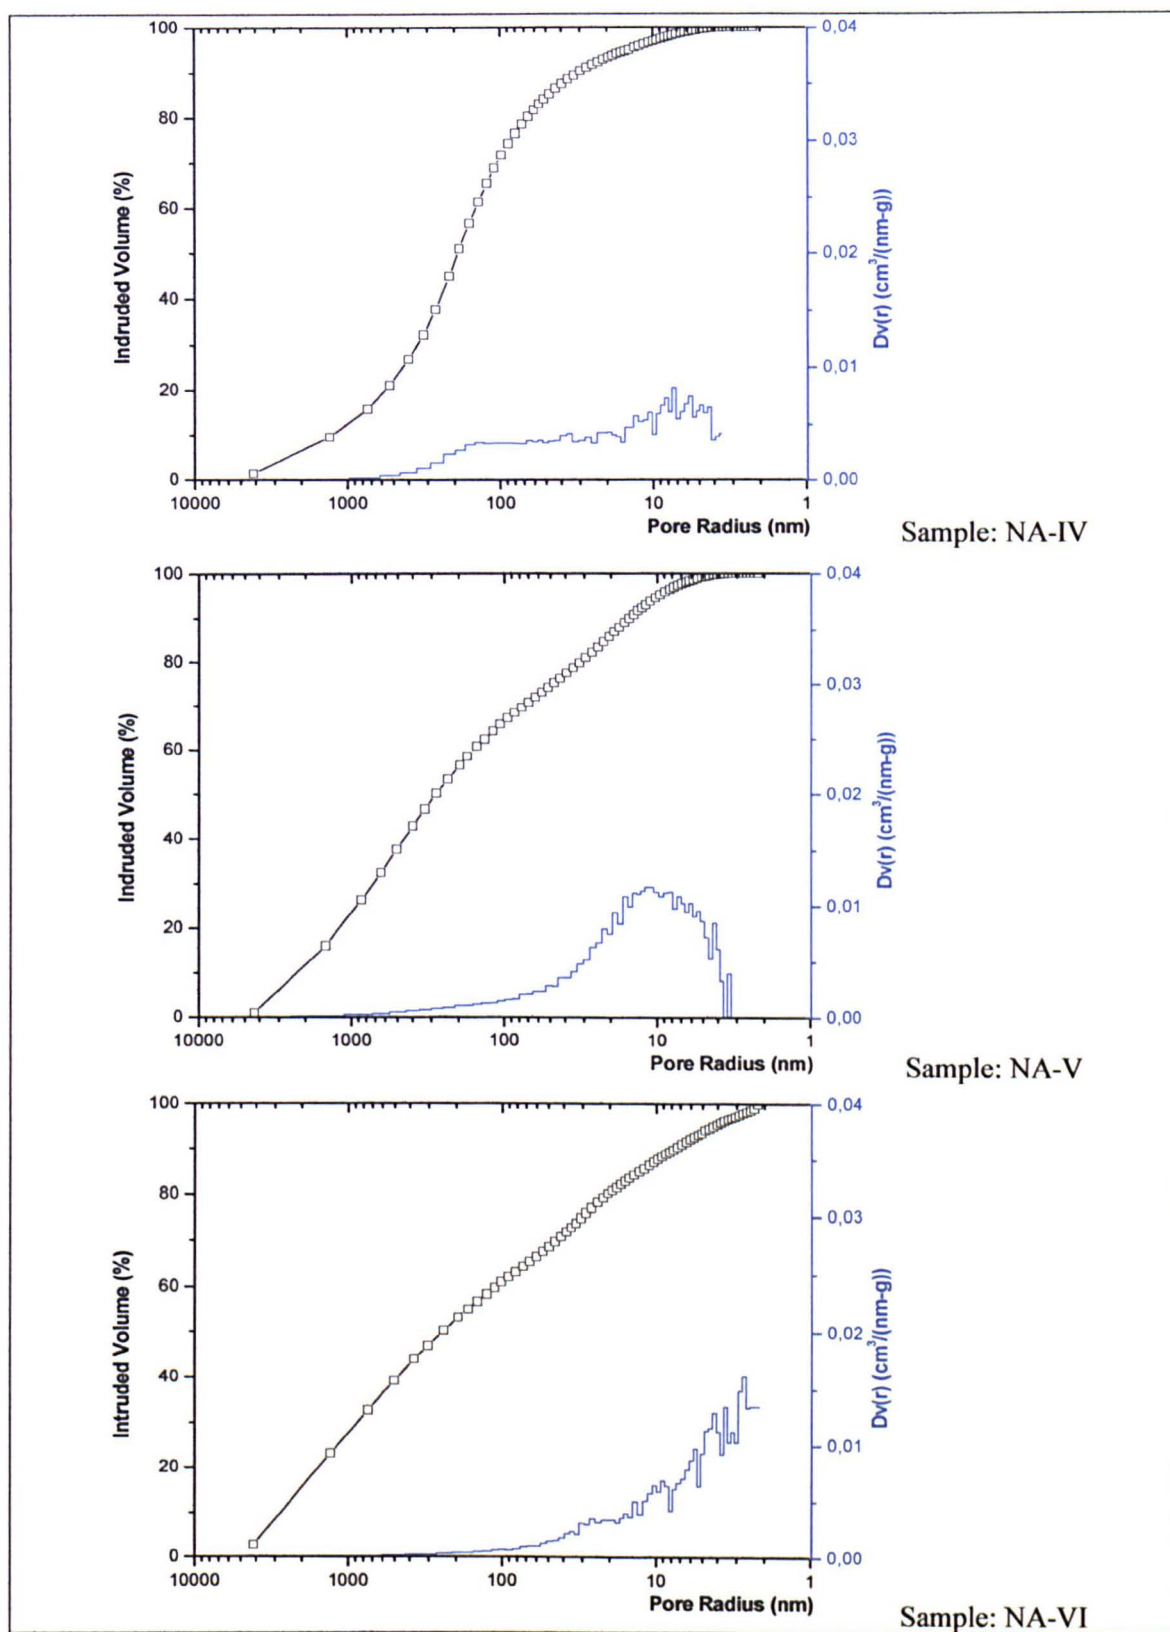 100
80
60
40
20
0
Indruded Volume (%)
0,04
0,03
0,02
0,01
0,00
Dv(r) (cm³/(nm-g))
10000 1000 100 10 1
Pore Radius (nm)
Sample: NA-IV
100
80
60
40
20
0
Indruded Volume (%)
0,04
0,03
0,02
0,01
0,00
Dv(r) (cm³/(nm-g))
10000 1000 100 10 1
Pore Radius (nm)
Sample: NA-V
100
80
60
40
20
0
Intruded Volume (%)
0,04
0,03
0,02
0,01
0,00
Dv(r) (cm³/(nm-g))
10000 1000 100 10 1
Pore Radius (nm)
Sample: NA-VI